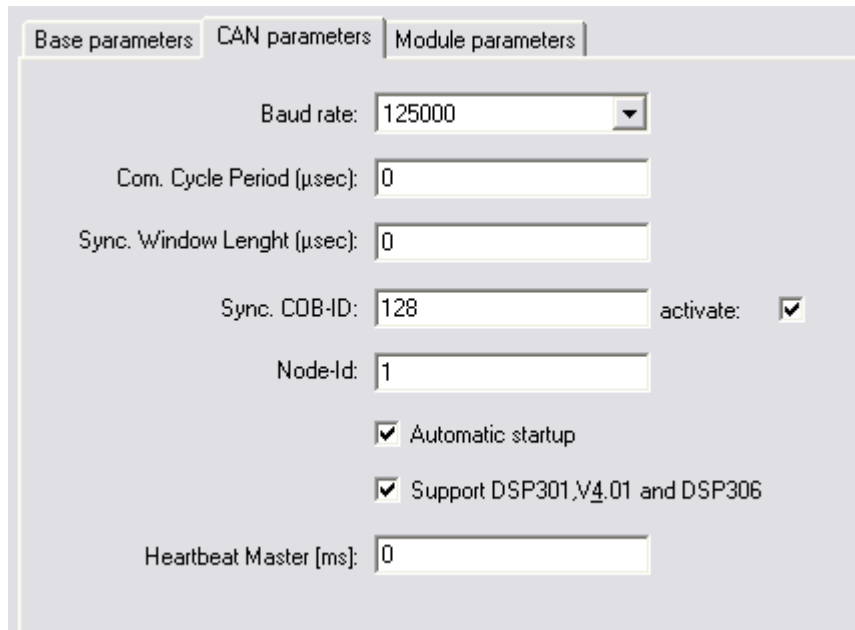 Base parameters CAN parameters Module parameters
Baud rate: 125000
Com. Cycle Period (µsec): 0
Sync. Window Lenght (µsec): 0
Sync. COB-ID: 128 activate:
Node-Id: 1
Automatic startup
Support DSP301,V4.01 and DSP306
Heartbeat Master [ms]: 0